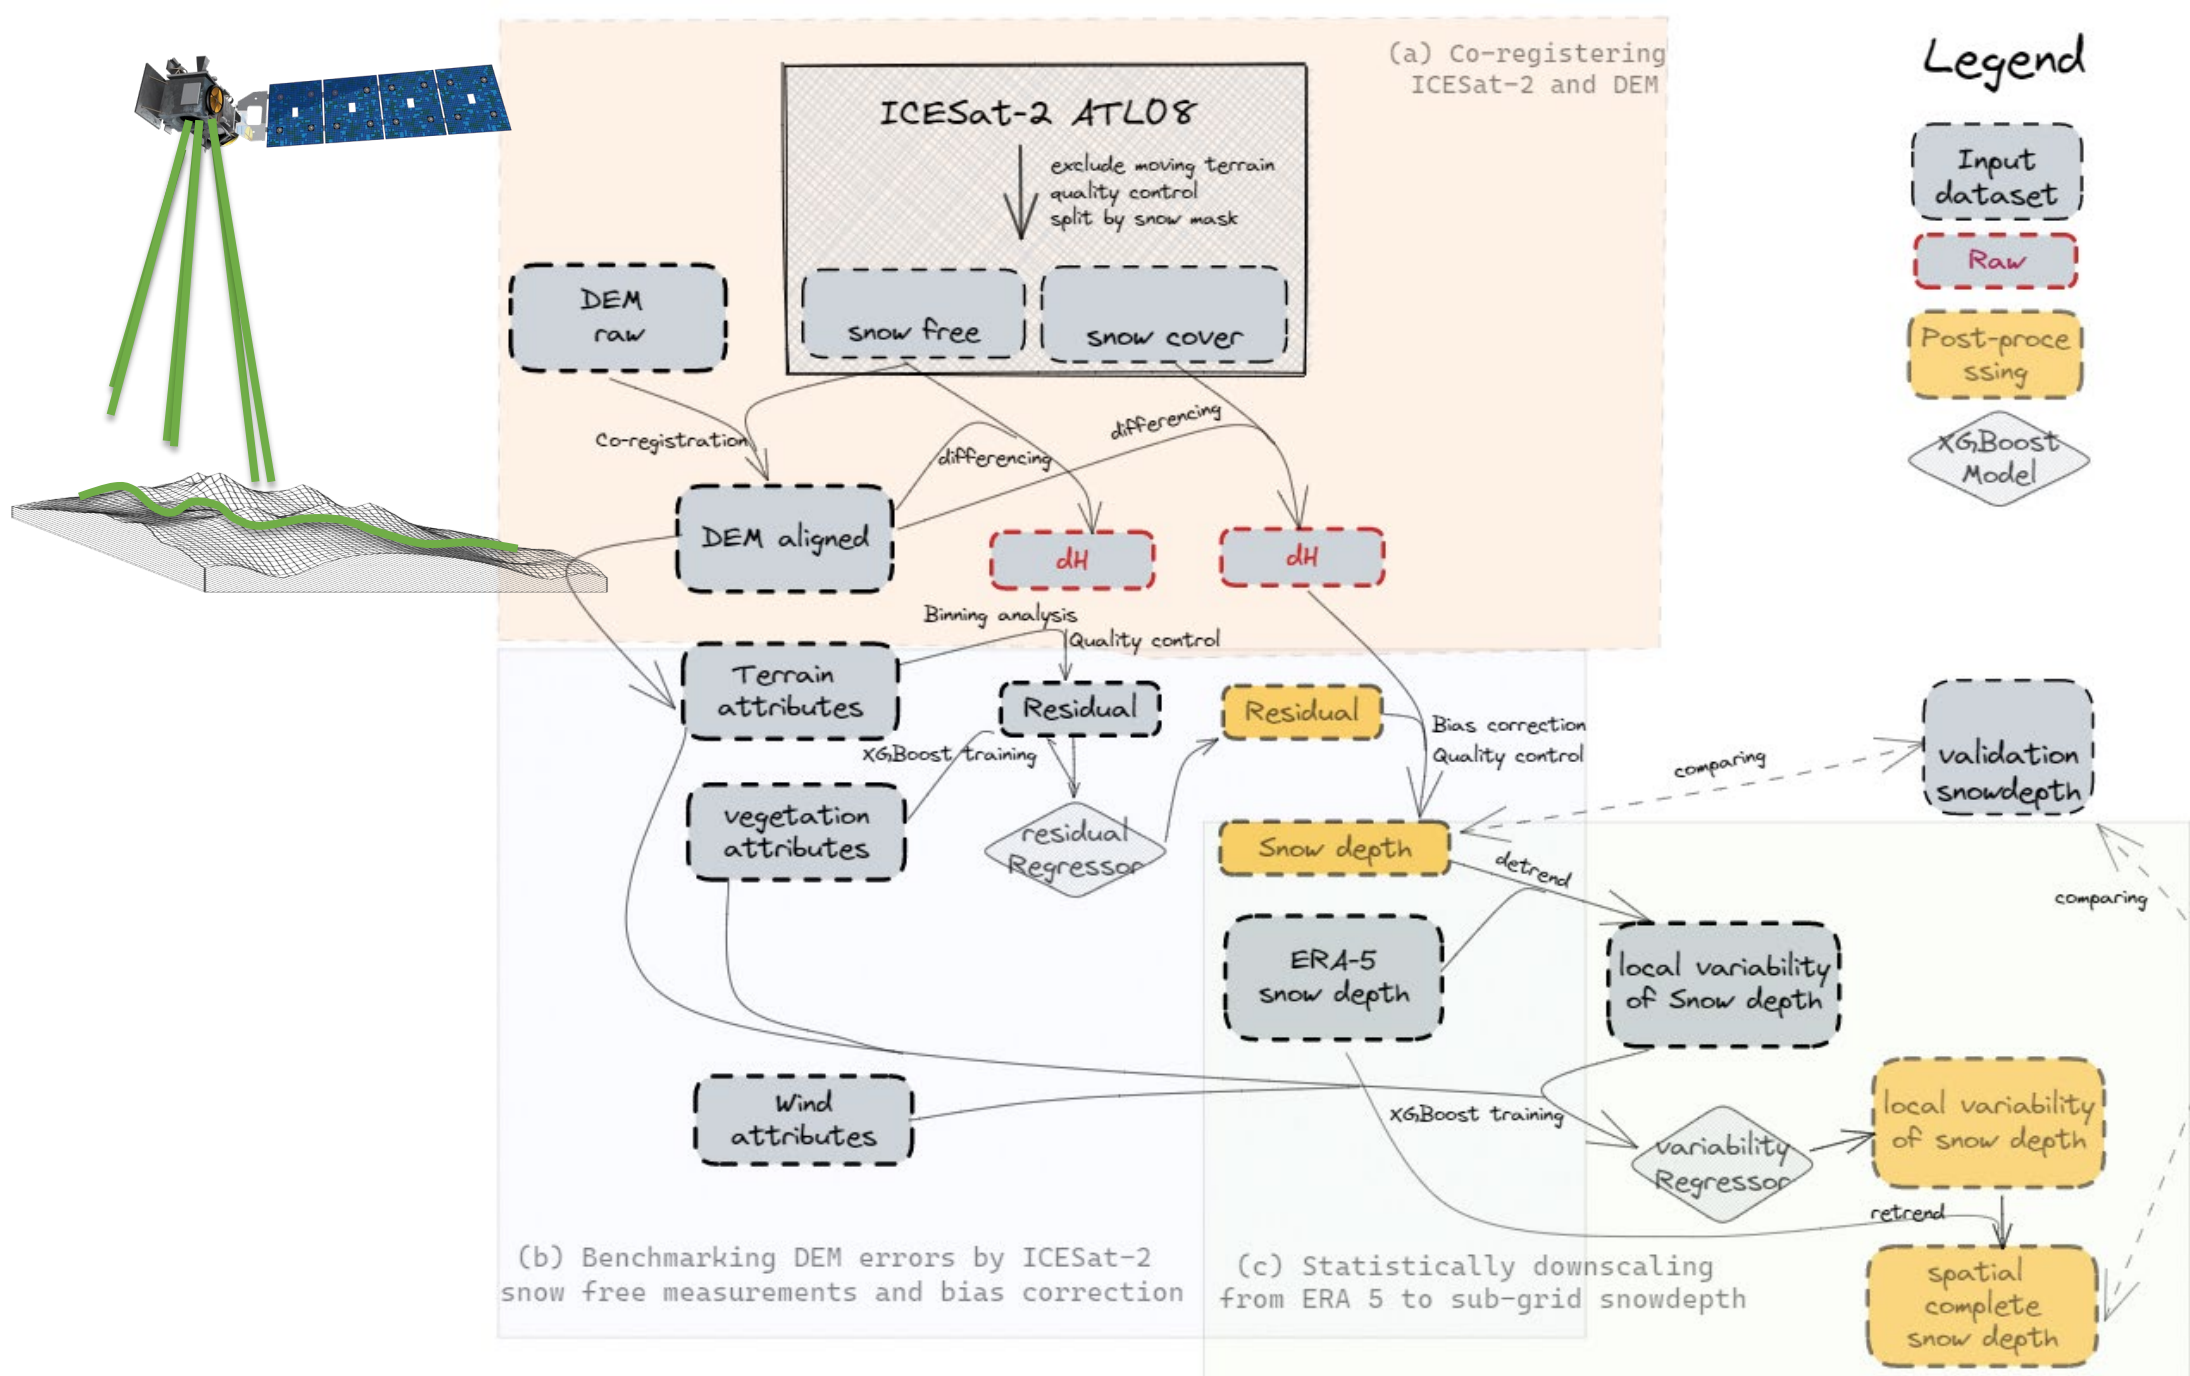 (a) Co-registering
ICESat-2 and DEM
ICESat-2 ATL08
exclude moving terrain
quality control
split by snow mask
DEM
raw
snow free
snow cover
Co-registration
differencing
differencing
DEM aligned
dH
dH
Binning analysis
Quality control
Terrain
attributes
Residual
Residual
Bias correction
Quality control
XGBoost training
vegetation
attributes
residual
Regressor
Snow depth
comparing
validation
snowdepth
detrend
comparing
ERA-5
snow depth
local variability
of Snow depth
Wind
attributes
XGBoost training
variability
Regressor
local variability
of snow depth
retrend
spatial
complete
snow depth
(b) Benchmarking DEM errors by ICESat-2
snow free measurements and bias correction
(c) Statistically downscaling
from ERA 5 to sub-grid snowdepth
Legend
Input
dataset
Raw
Post-proce
ssing
XGBoost
Model